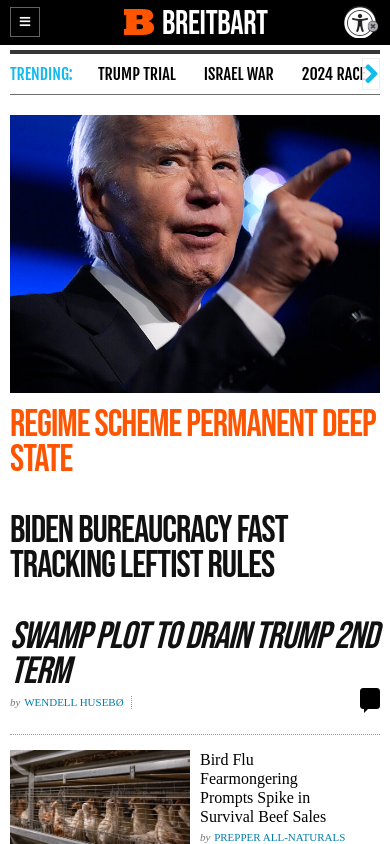 BREITBART
TRENDING:
TRUMP TRIAL
ISRAEL WAR
2024 RACE
REGIME SCHEME PERMANENT DEEP
STATE
BIDEN BUREAUCRACY FAST
TRACKING LEFTIST RULES
SWAMP PLOT TO DRAIN TRUMP 2ND
TERM
by WENDELL HUSEBØ
Bird Flu
Fearmongering
Prompts Spike in
Survival Beef Sales
by PREPPER ALL-NATURALS